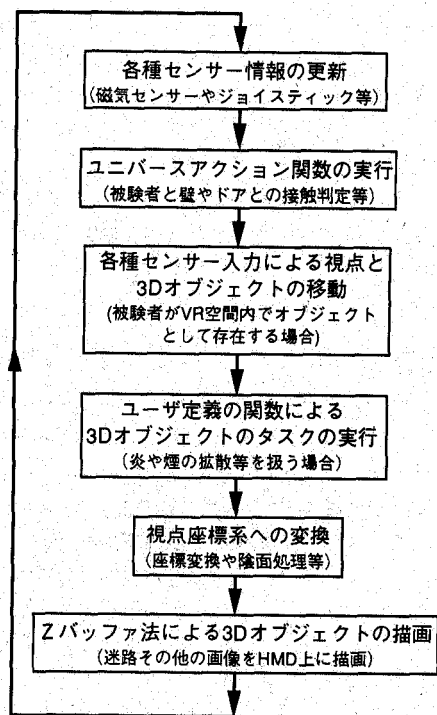 各種センサー情報の更新
(磁気センサーやジョイスティック等)
ユニバースアクション関数の実行
(被験者と壁やドアとの接触判定等)
各種センサー入力による視点と
3Dオブジェクトの移動
(被験者がVR空間内でオブジェクト
として存在する場合)
ユーザ定義の関数による
3Dオブジェクトのタスクの実行
(炎や煙の拡散等を扱う場合)
視点座標系への変換
(座標変換や陰面処理等)
Zバッファ法による3Dオブジェクトの描画
(迷路その他の画像をHMD上に描画)